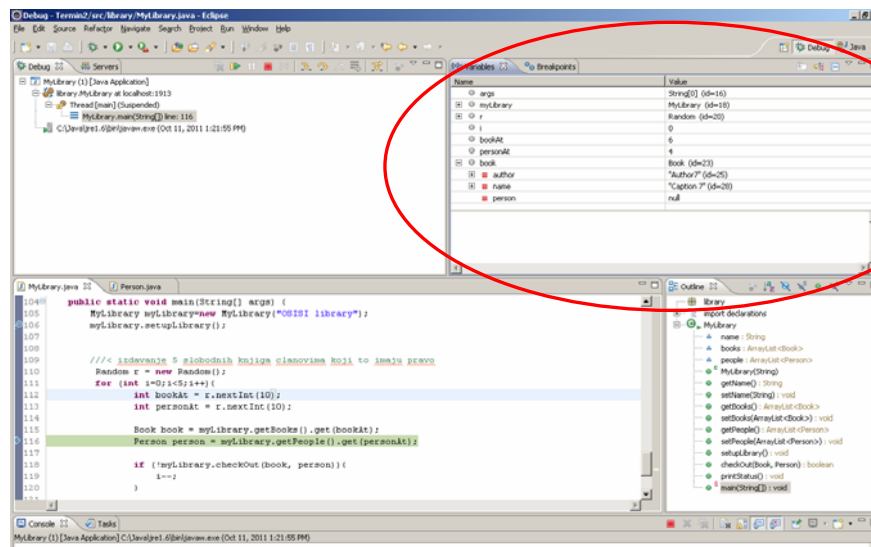 Debug - Termin2/src/library/MyLibrary.java - Eclipse
File Edit Source Refactor Navigate Search Project Run Window Help
Debug Java
Debug Servers
MyLibrary (1) [Java Application]
library.MyLibrary at localhost:1913
Thread [main] (Suspended)
MyLibrary.main(String[]) line: 116
C:\Java\jre1.6\bin\javaw.exe (Oct 11, 2011 1:21:55 PM)
Variables Breakpoints
Name Value
args String[0] (id=16)
myLibrary MyLibrary (id=18)
r Random (id=20)
i 0
bookAt 6
personAt 4
book Book (id=23)
author "Author7" (id=25)
name "Caption 7" (id=28)
person null
MyLibrary.java Person.java
104 public static void main(String[] args) {
105 MyLibrary myLibrary=new MyLibrary("OSISI library");
106 myLibrary.setupLibrary();
107
108
109 ///< izdavanje 5 slobodnih knjiga clanovima koji to imaju pravo
110 Random r = new Random();
111 for (int i=0;i<5;i++){
112 int bookAt = r.nextInt(10);
113 int personAt = r.nextInt(10);
114
115 Book book = myLibrary.getBooks().get(bookAt);
116 Person person = myLibrary.getPeople().get(personAt);
117
118 if (!myLibrary.checkOut(book, person)){
119 i--;
120 }
Outline
library
import declarations
MyLibrary
name : String
books : ArrayList<Book>
people : ArrayList<Person>
MyLibrary(String)
getName() : String
setName(String) : void
getBooks() : ArrayList<Book>
setBooks(ArrayList<Book>) : void
getPeople() : ArrayList<Person>
setPeople(ArrayList<Person>) : void
setupLibrary() : void
checkOut(Book, Person) : boolean
printStatus() : void
main(String[]) : void
Console Tasks
MyLibrary (1) [Java Application] C:\Java\jre1.6\bin\javaw.exe (Oct 11, 2011 1:21:55 PM)